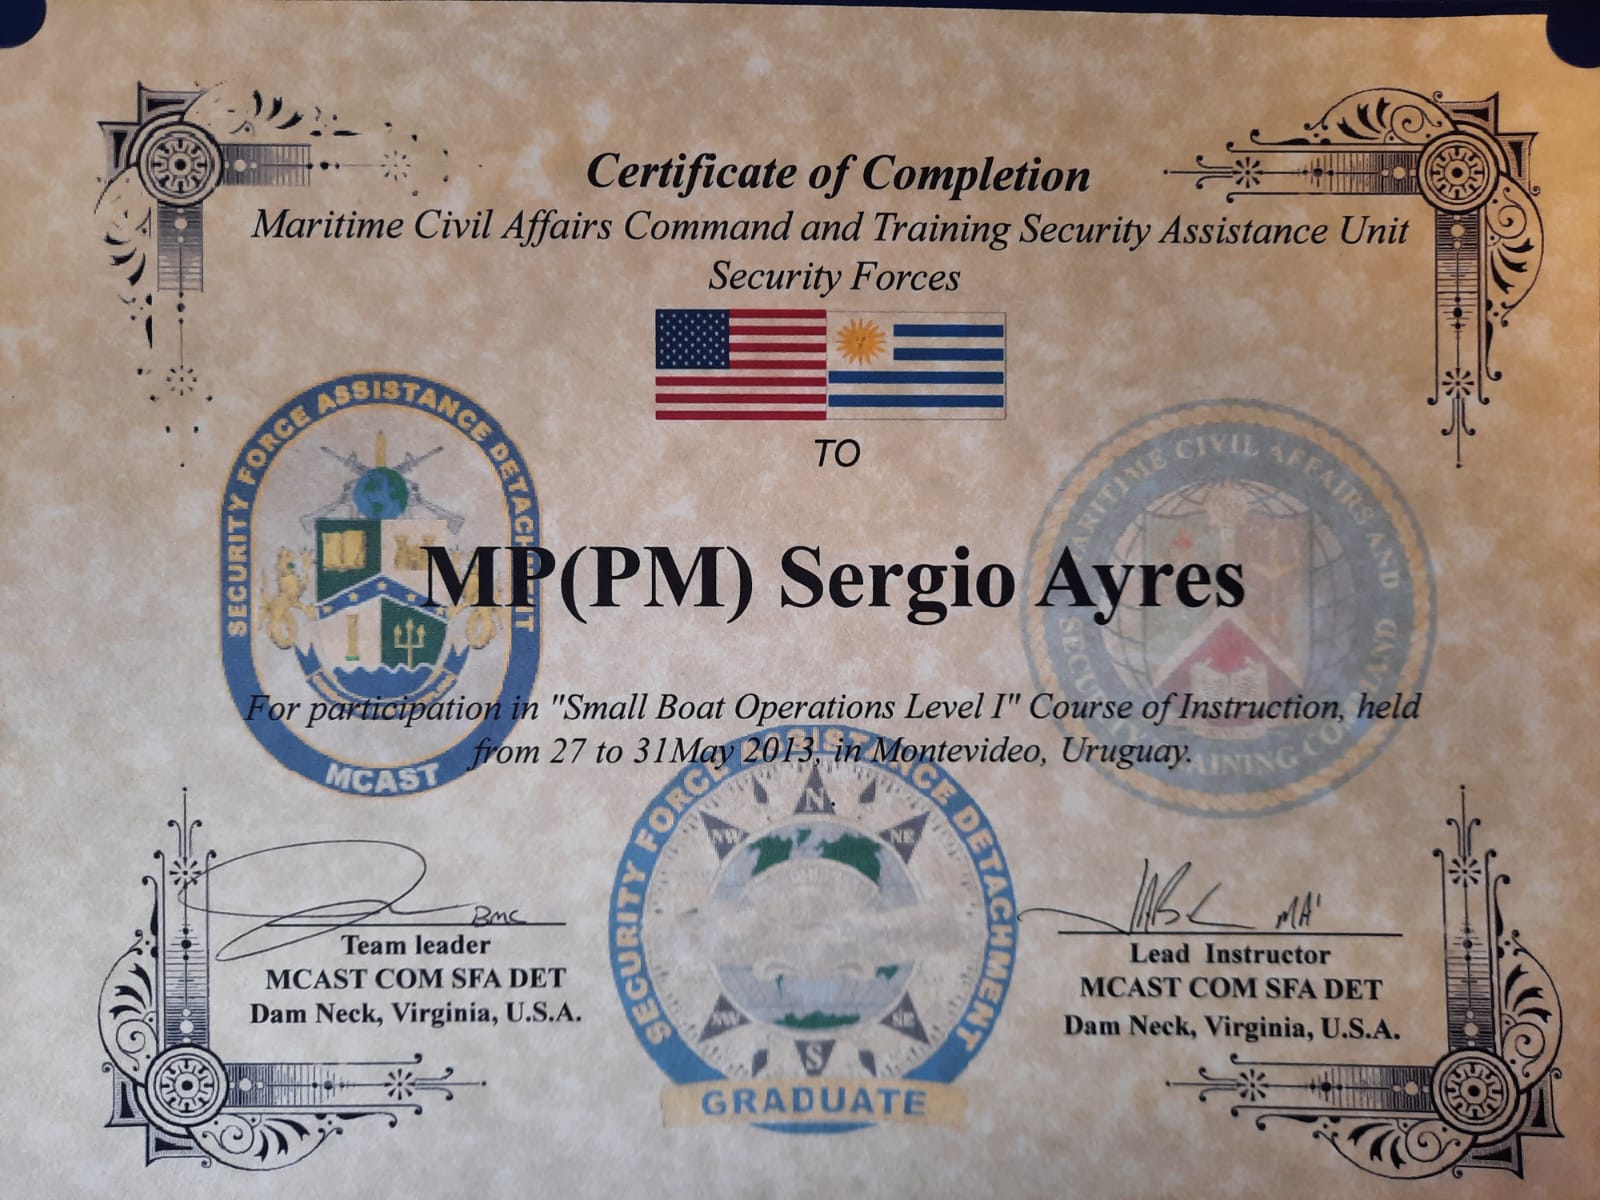 Certificate of Completion
Maritime Civil Affairs Command and Training Security Assistance Unit
Security Forces
TO
SECURITY FORCE ASSISTANCE DETACHMENT
MCAST
MARITIME CIVIL AFFAIRS AND
SECURITY TRAINING COMMAND
MP(PM) Sergio Ayres
For participation in "Small Boat Operations Level I" Course of Instruction, held
from 27 to 31May 2013, in Montevideo, Uruguay.
SECURITY FORCE ASSISTANCE DETACHMENT
N
NW
NE
S
GRADUATE
BMC
Team leader
MCAST COM SFA DET
Dam Neck, Virginia, U.S.A.
MA1
Lead Instructor
MCAST COM SFA DET
Dam Neck, Virginia, U.S.A.